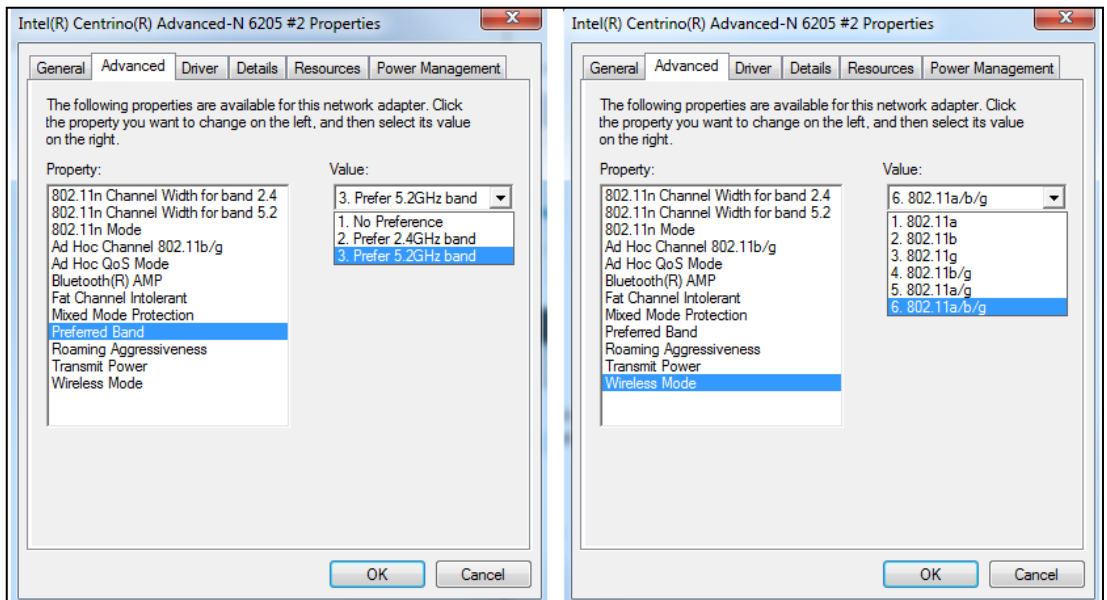 Intel(R) Centrino(R) Advanced-N 6205 #2 Properties
General Advanced Driver Details Resources Power Management
The following properties are available for this network adapter. Click
the property you want to change on the left, and then select its value
on the right.
Property:
802.11n Channel Width for band 2.4
802.11n Channel Width for band 5.2
802.11n Mode
Ad Hoc Channel 802.11b/g
Ad Hoc QoS Mode
Bluetooth(R) AMP
Fat Channel Intolerant
Mixed Mode Protection
Preferred Band
Roaming Aggressiveness
Transmit Power
Wireless Mode
Value:
3. Prefer 5.2GHz band
1. No Preference
2. Prefer 2.4GHz band
3. Prefer 5.2GHz band
OK Cancel
Intel(R) Centrino(R) Advanced-N 6205 #2 Properties
General Advanced Driver Details Resources Power Management
The following properties are available for this network adapter. Click
the property you want to change on the left, and then select its value
on the right.
Property:
802.11n Channel Width for band 2.4
802.11n Channel Width for band 5.2
802.11n Mode
Ad Hoc Channel 802.11b/g
Ad Hoc QoS Mode
Bluetooth(R) AMP
Fat Channel Intolerant
Mixed Mode Protection
Preferred Band
Roaming Aggressiveness
Transmit Power
Wireless Mode
Value:
6. 802.11a/b/g
1. 802.11a
2. 802.11b
3. 802.11g
4. 802.11b/g
5. 802.11a/g
6. 802.11a/b/g
OK Cancel